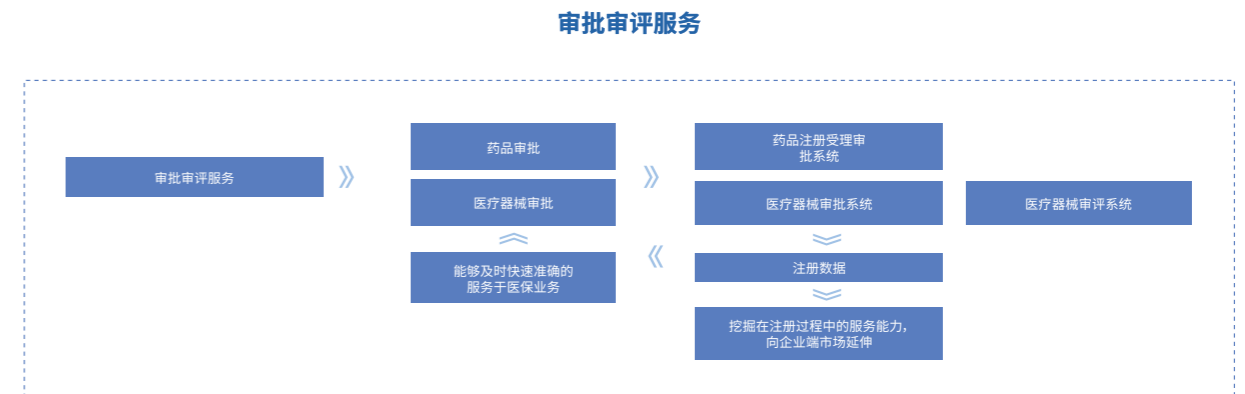 审批审评服务
审批审评服务
药品审批
医疗器械审批
能够及时快速准确的
服务于医保业务
药品注册受理审
批系统
医疗器械审批系统
医疗器械审评系统
注册数据
挖掘在注册过程中的服务能力，
向企业端市场延伸